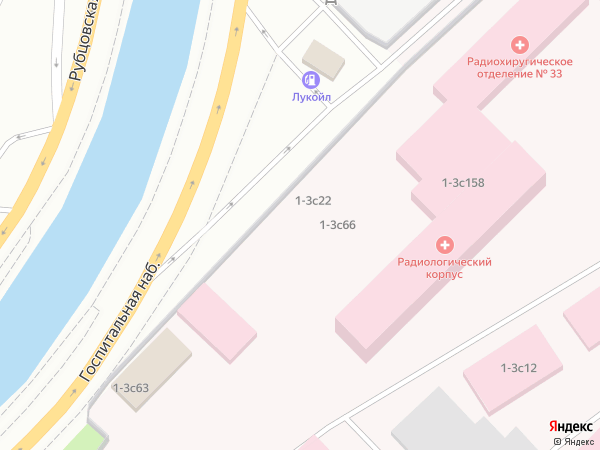 Рубцовская
Д
Радиохиругическое
отделение № 33
Лукойл
1-3с158
1-3с22
1-3с66
Радиологический
корпус
Госпитальная наб.
1-3с12
1-3с63
Яндекс
© Яндекс